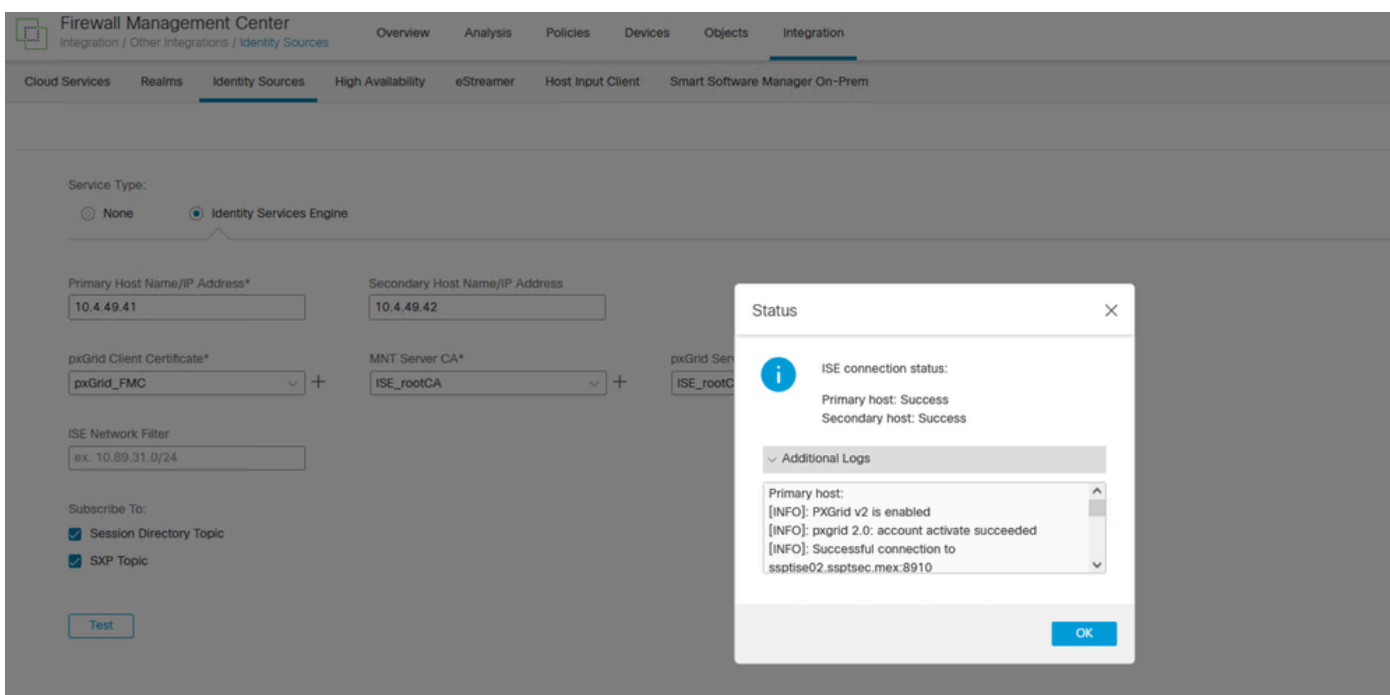 Firewall Management Center
Integration / Other Integrations / Identity Sources
Overview
Analysis
Policies
Devices
Objects
Integration
Cloud Services
Realms
Identity Sources
High Availability
eStreamer
Host Input Client
Smart Software Manager On-Prem
Service Type:
None
Identity Services Engine
Primary Host Name/IP Address*
Secondary Host Name/IP Address
10.4.49.41
10.4.49.42
pxGrid Client Certificate*
MNT Server CA*
pxGrid Ser
pxGrid_FMC
ISE_rootCA
ISE_rootC
ISE Network Filter
ex. 10.89.31.0/24
Subscribe To:
Session Directory Topic
SXP Topic
Test
Status
ISE connection status:
Primary host: Success
Secondary host: Success
Additional Logs
Primary host:
[INFO]: PXGrid v2 is enabled
[INFO]: pxgrid 2.0: account activate succeeded
[INFO]: Successful connection to
ssptise02.ssptsec.mex:8910
OK